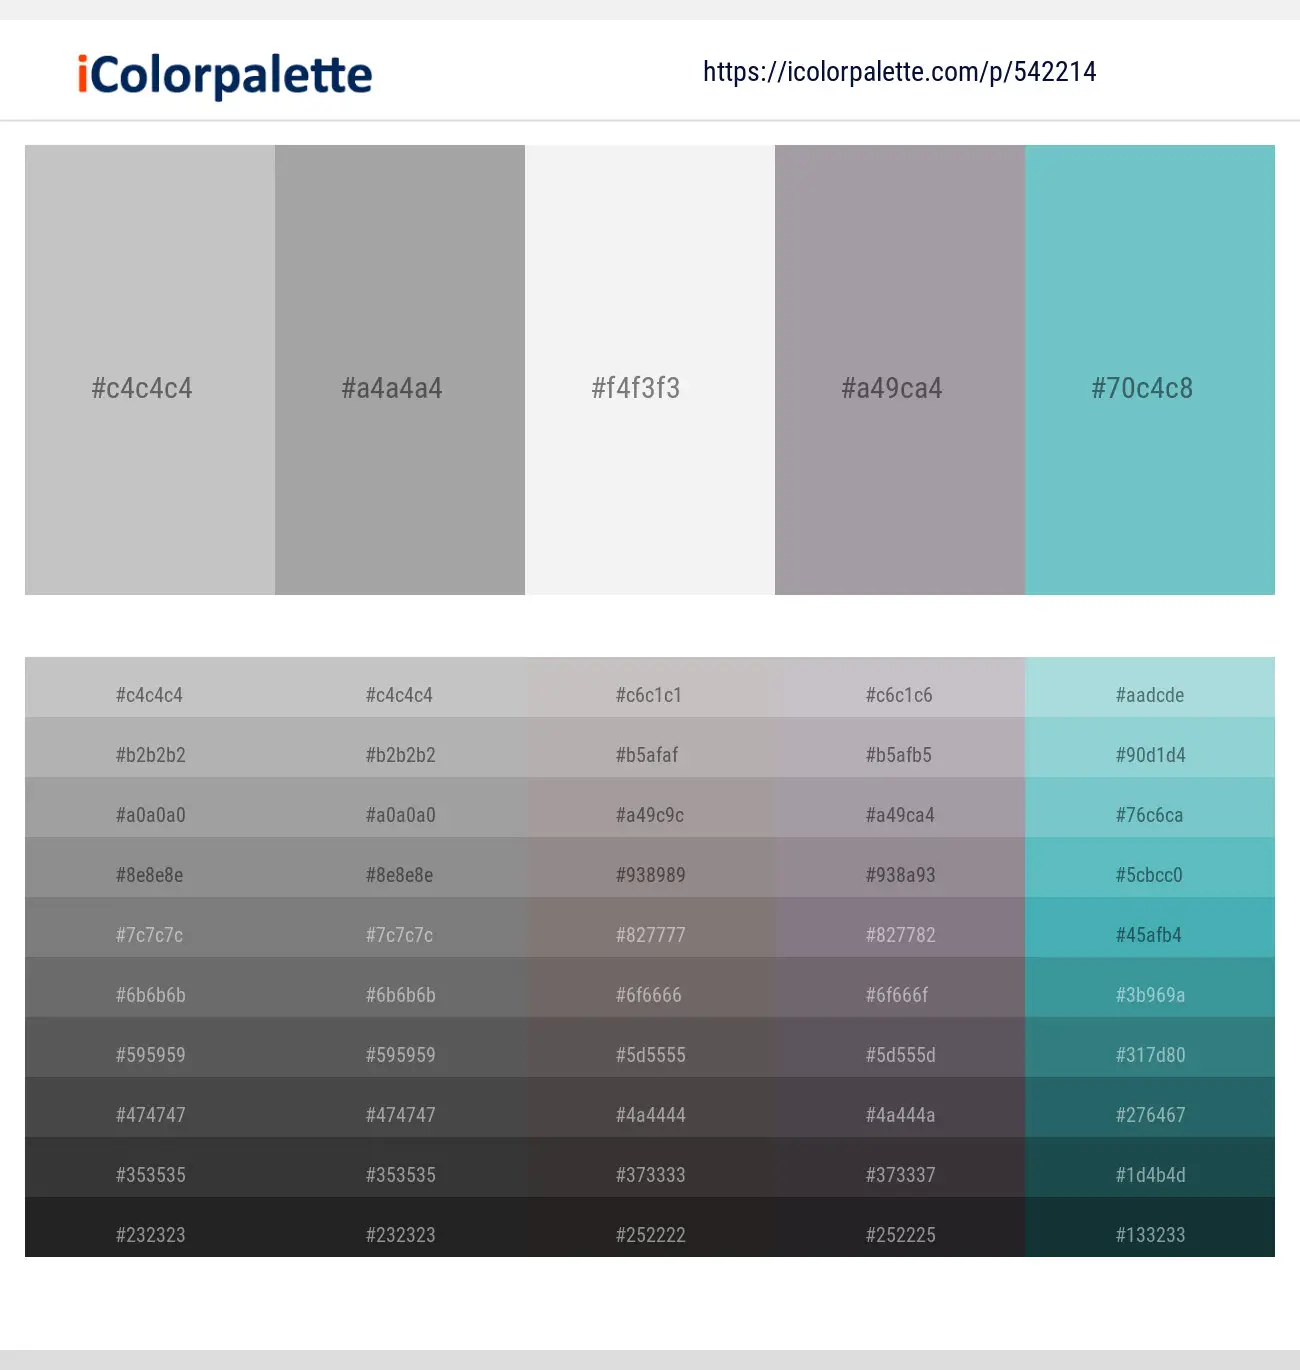 iColorpalette
https://icolorpalette.com/p/542214
#c4c4c4 #a4a4a4 #f4f3f3 #a49ca4 #70c4c8
#c4c4c4 #c4c4c4 #c6c1c1 #c6c1c6 #aadcde
#b2b2b2 #b2b2b2 #b5afaf #b5afb5 #90d1d4
#a0a0a0 #a0a0a0 #a49c9c #a49ca4 #76c6ca
#8e8e8e #8e8e8e #938989 #938a93 #5cbcc0
#7c7c7c #7c7c7c #827777 #827782 #45afb4
#6b6b6b #6b6b6b #6f6666 #6f666f #3b969a
#595959 #595959 #5d5555 #5d555d #317d80
#474747 #474747 #4a4444 #4a444a #276467
#353535 #353535 #373333 #373337 #1d4b4d
#232323 #232323 #252222 #252225 #133233